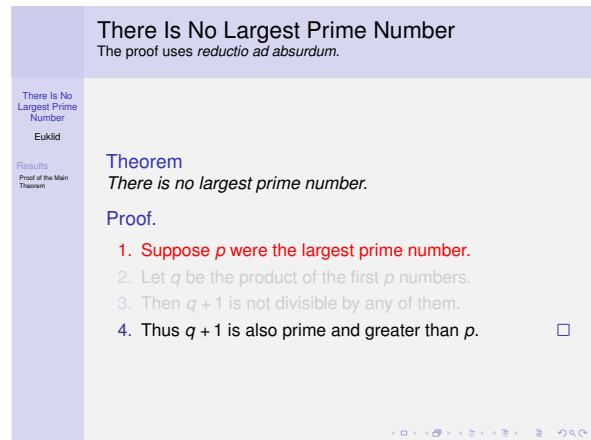 There Is No Largest Prime Number
The proof uses reductio ad absurdum.
There Is No
Largest Prime
Number
Euklid
Results
Proof of the Main
Theorem
Theorem
There is no largest prime number.
Proof.
1. Suppose p were the largest prime number.
2. Let q be the product of the first p numbers.
3. Then q + 1 is not divisible by any of them.
4. Thus q + 1 is also prime and greater than p. □